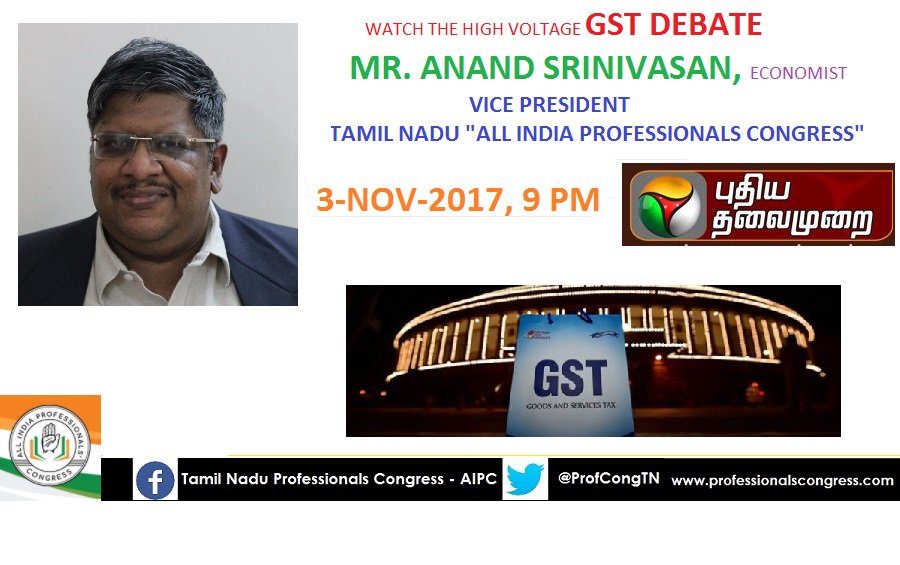 WATCH THE HIGH VOLTAGE GST DEBATE
MR. ANAND SRINIVASAN, ECONOMIST
VICE PRESIDENT
TAMIL NADU "ALL INDIA PROFESSIONALS CONGRESS"
3-NOV-2017, 9 PM
புதிய
தலைமுறை
GST
GOODS AND SERVICES TAX
ALL INDIA PROFESSIONALS' CONGRESS
Tamil Nadu Professionals Congress - AIPC
@ProfCongTN
www.professionalscongress.com